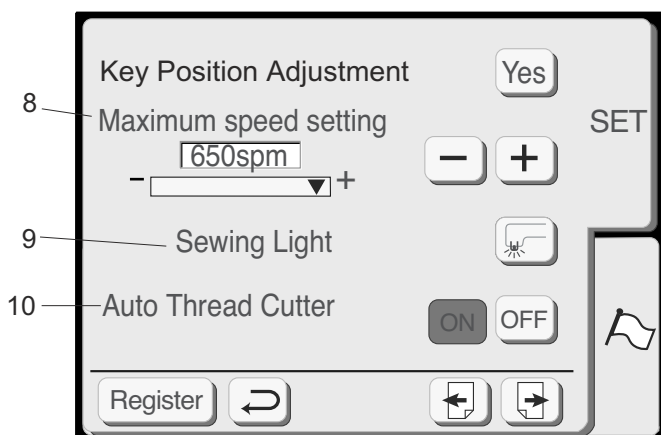 Key Position Adjustment Yes
8 Maximum speed setting SET
650spm
- + - +
9 Sewing Light
10 Auto Thread Cutter ON OFF
Register